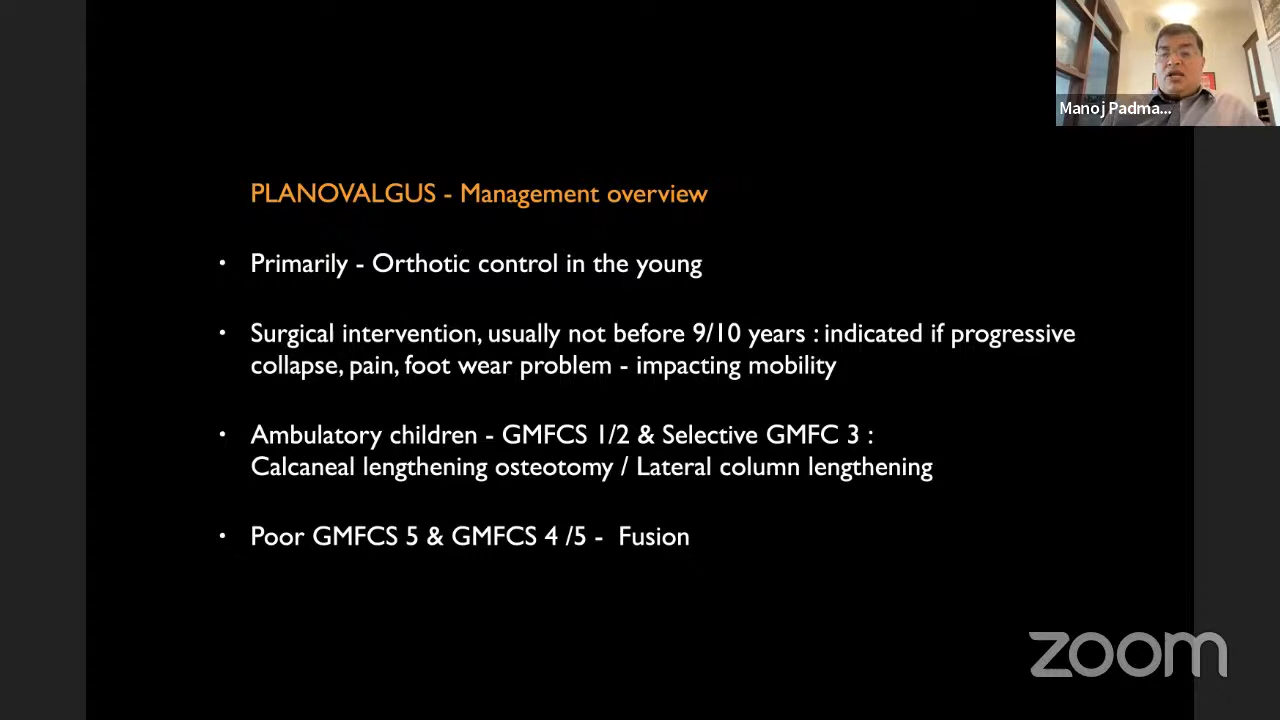 Manoj Padma...
PLANOVALGUS - Management overview
• Primarily - Orthotic control in the young
• Surgical intervention, usually not before 9/10 years : indicated if progressive
collapse, pain, foot wear problem - impacting mobility
• Ambulatory children - GMFCS 1/2 & Selective GMFC 3 :
Calcaneal lengthening osteotomy / Lateral column lengthening
• Poor GMFCS 5 & GMFCS 4 /5 - Fusion
zoom